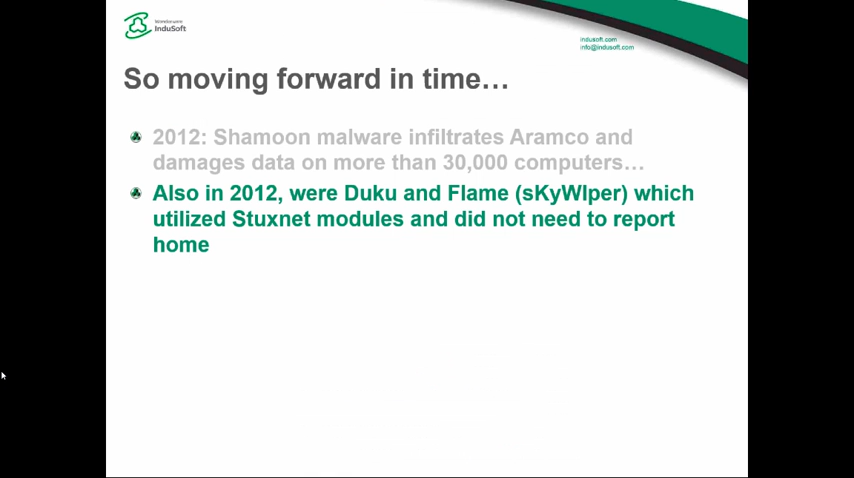 Wonderware
InduSoft
indusoft.com
info@indusoft.com
So moving forward in time…
2012: Shamoon malware infiltrates Aramco and
damages data on more than 30,000 computers…
Also in 2012, were Duku and Flame (sKyWIper) which
utilized Stuxnet modules and did not need to report
home